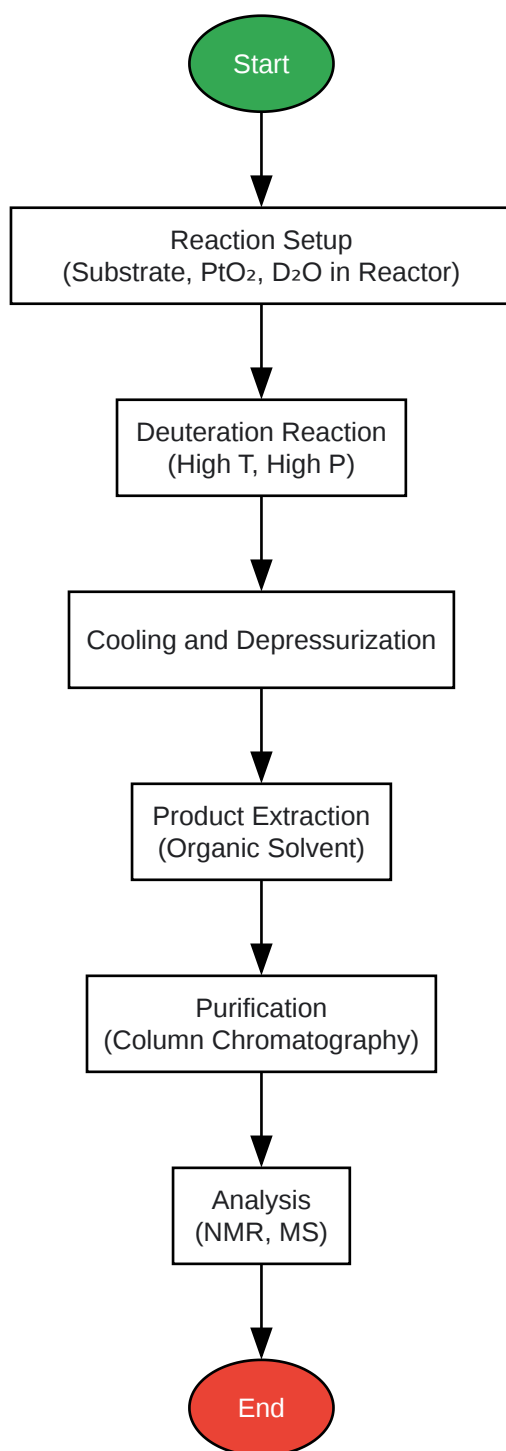 Start
Reaction Setup
(Substrate, PtO₂, D₂O in Reactor)
Deuteration Reaction
(High T, High P)
Cooling and Depressurization
Product Extraction
(Organic Solvent)
Purification
(Column Chromatography)
Analysis
(NMR, MS)
End